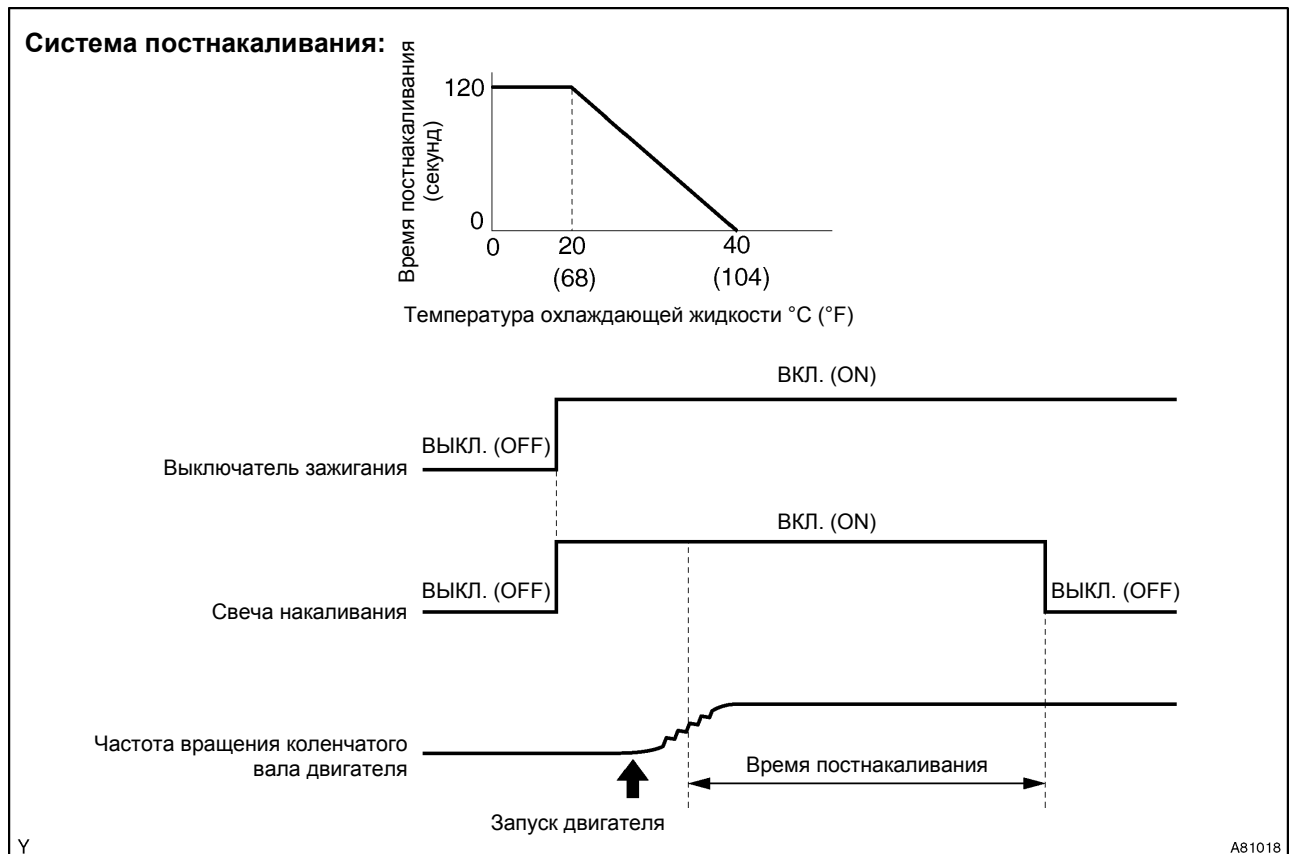 Система постнакаливания:
Время постнакаливания
(секунд)
120
0
0
20
40
(68)
(104)
Температура охлаждающей жидкости °C (°F)
ВКЛ. (ON)
ВЫКЛ. (OFF)
Выключатель зажигания
ВКЛ. (ON)
ВЫКЛ. (OFF)
ВЫКЛ. (OFF)
Свеча накаливания
Частота вращения коленчатого
вала двигателя
Время постнакаливания
Запуск двигателя
Y
A81018